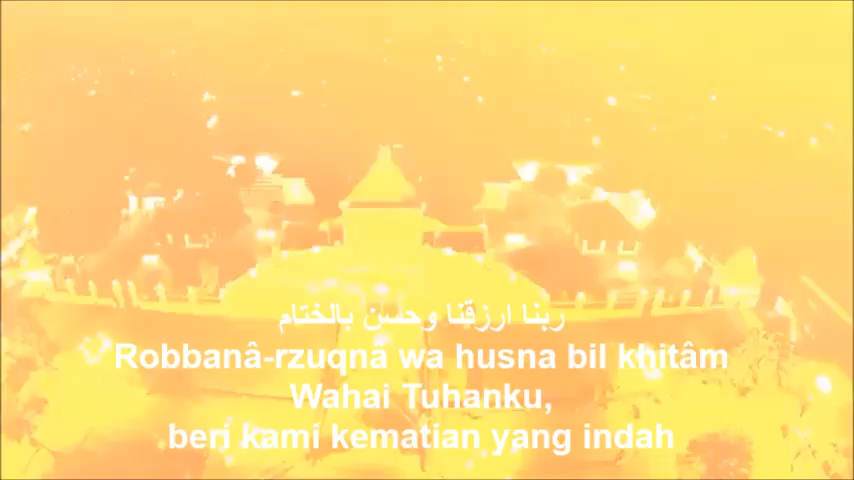 ربنا ارزقنا وحسن بالختام
Robbanâ-rzuqnâ wa husna bil khitâm
Wahai Tuhanku,
beri kami kematian yang indah